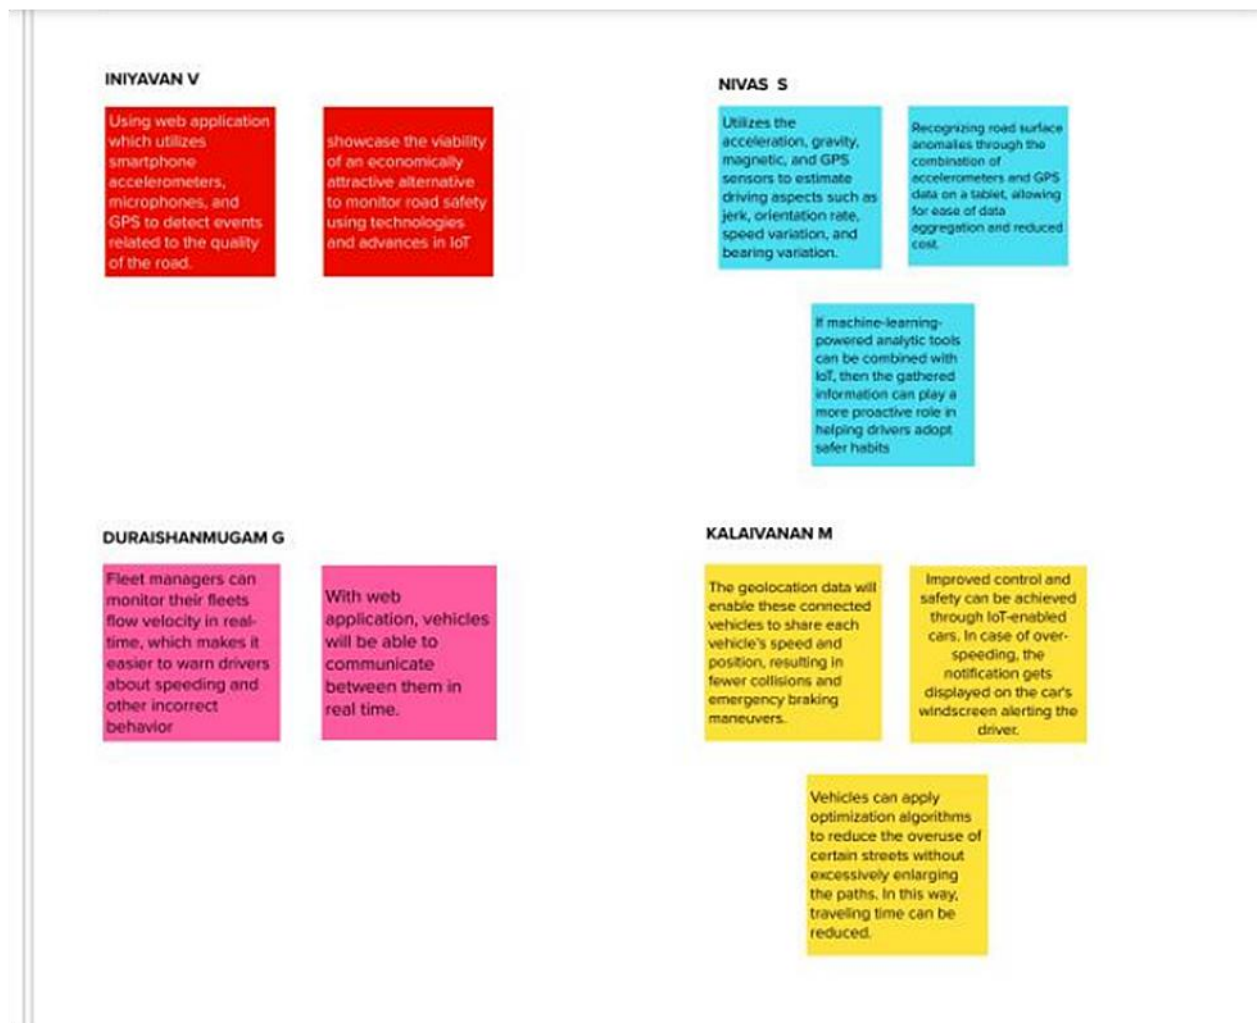 INIYAVAN V
Using web application
which utilizes
smartphone
accelerometers,
microphones, and
GPS to detect events
related to the quality
of the road.
showcase the viability
of an economically
attractive alternative
to monitor road safety
using technologies
and advances in IoT
NIVAS S
Utilizes the
acceleration, gravity,
magnetic, and GPS
sensors to estimate
driving aspects such as
jerk, orientation rate,
speed variation, and
bearing variation.
Recognizing road surface
anomalies through the
combination of
accelerometers and GPS
data on a tablet, allowing
for ease of data
aggregation and reduced
cost.
If machine-learning-
powered analytic tools
can be combined with
IoT, then the gathered
information can play a
more proactive role in
helping drivers adopt
safer habits
DURAISHANMUGAM G
Fleet managers can
monitor their fleets
flow velocity in real-
time, which makes it
easier to warn drivers
about speeding and
other incorrect
behavior
With web
application, vehicles
will be able to
communicate
between them in
real time.
KALAIVANAN M
The geolocation data will
enable these connected
vehicles to share each
vehicle's speed and
position, resulting in
fewer collisions and
emergency braking
maneuvers.
Improved control and
safety can be achieved
through IoT-enabled
cars. In case of over-
speeding, the
notification gets
displayed on the car's
windscreen alerting the
driver.
Vehicles can apply
optimization algorithms
to reduce the overuse of
certain streets without
excessively enlarging
the paths. In this way,
traveling time can be
reduced.